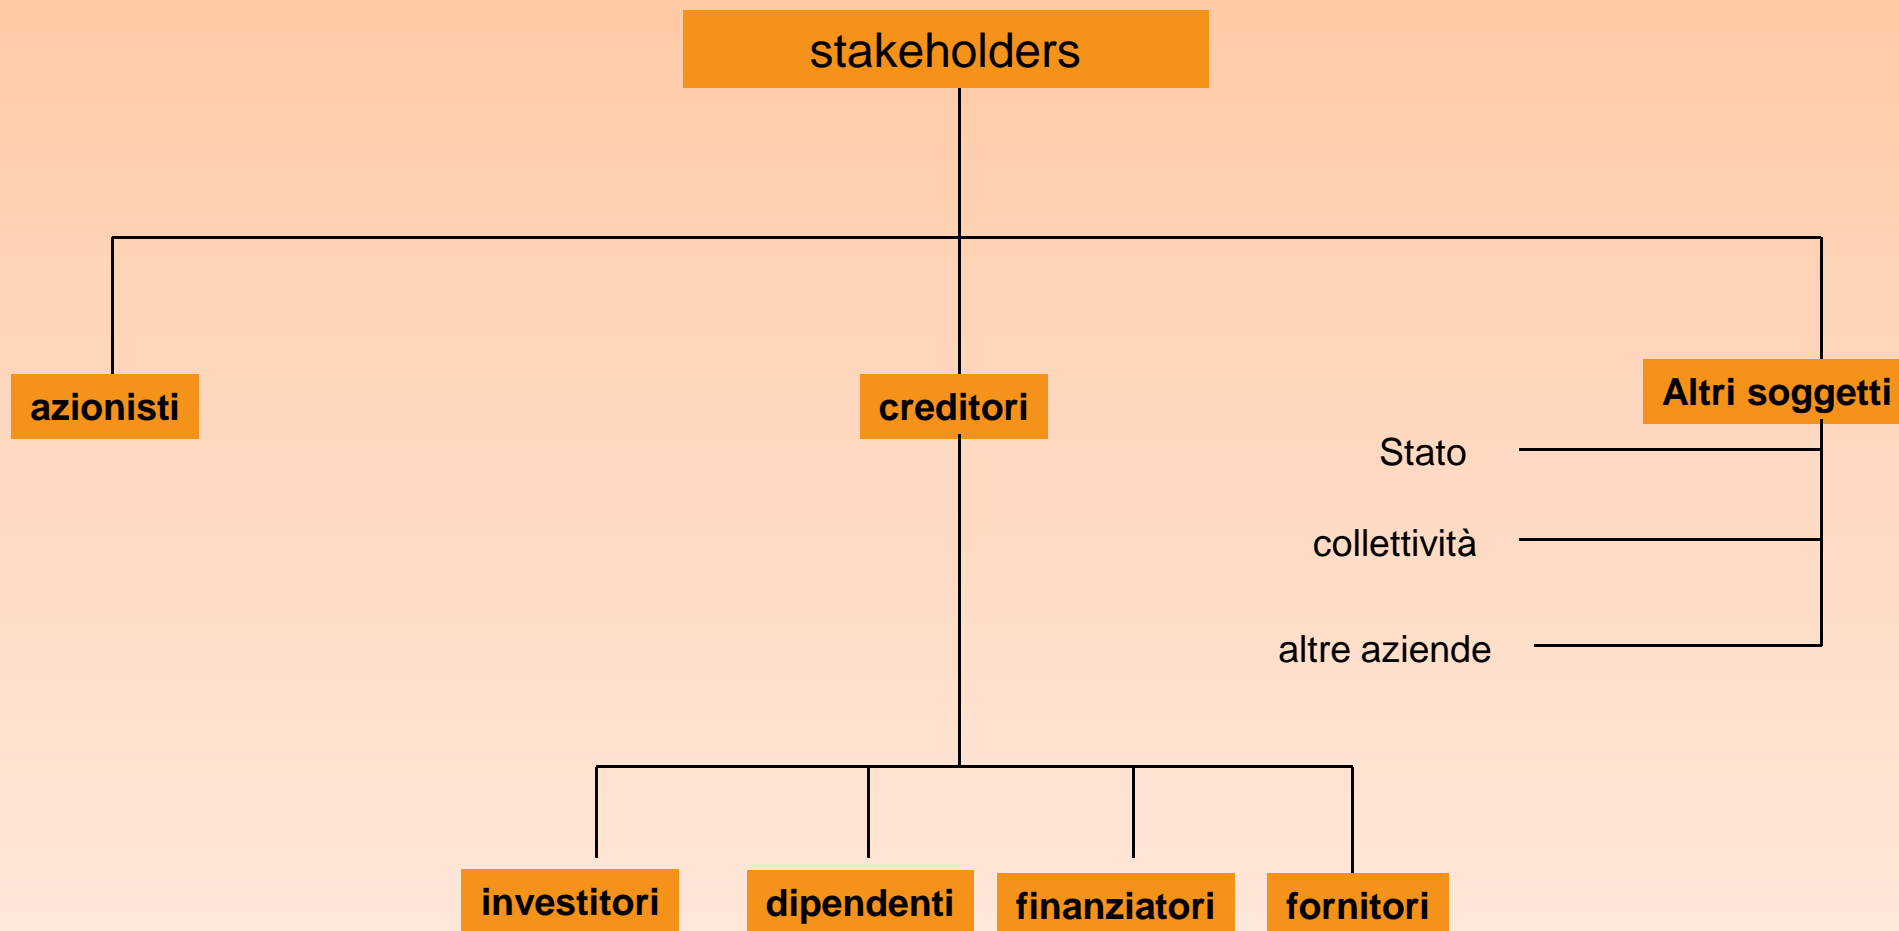 stakeholders
azionisti
creditori
Altri soggetti
Stato
collettività
altre aziende
investitori
dipendenti
finanziatori
fornitori